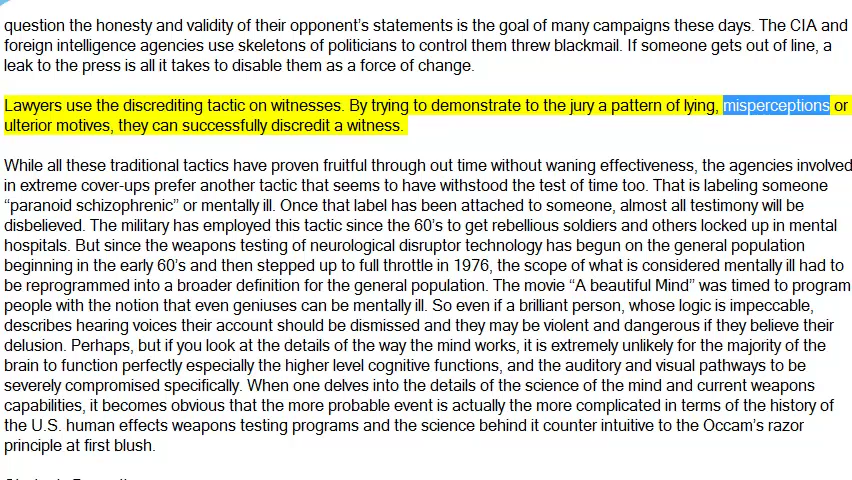 question the honesty and validity of their opponent’s statements is the goal of many campaigns these days. The CIA and
foreign intelligence agencies use skeletons of politicians to control them threw blackmail. If someone gets out of line, a
leak to the press is all it takes to disable them as a force of change.
Lawyers use the discrediting tactic on witnesses. By trying to demonstrate to the jury a pattern of lying, misperceptions or
ulterior motives, they can successfully discredit a witness.
While all these traditional tactics have proven fruitful through out time without waning effectiveness, the agencies involved
in extreme cover-ups prefer another tactic that seems to have withstood the test of time too. That is labeling someone
“paranoid schizophrenic” or mentally ill. Once that label has been attached to someone, almost all testimony will be
disbelieved. The military has employed this tactic since the 60’s to get rebellious soldiers and others locked up in mental
hospitals. But since the weapons testing of neurological disruptor technology has begun on the general population
beginning in the early 60’s and then stepped up to full throttle in 1976, the scope of what is considered mentally ill had to
be reprogrammed into a broader definition for the general population. The movie “A beautiful Mind” was timed to program
people with the notion that even geniuses can be mentally ill. So even if a brilliant person, whose logic is impeccable,
describes hearing voices their account should be dismissed and they may be violent and dangerous if they believe their
delusion. Perhaps, but if you look at the details of the way the mind works, it is extremely unlikely for the majority of the
brain to function perfectly especially the higher level cognitive functions, and the auditory and visual pathways to be
severely compromised specifically. When one delves into the details of the science of the mind and current weapons
capabilities, it becomes obvious that the more probable event is actually the more complicated in terms of the history of
the U.S. human effects weapons testing programs and the science behind it counter intuitive to the Occam’s razor
principle at first blush.